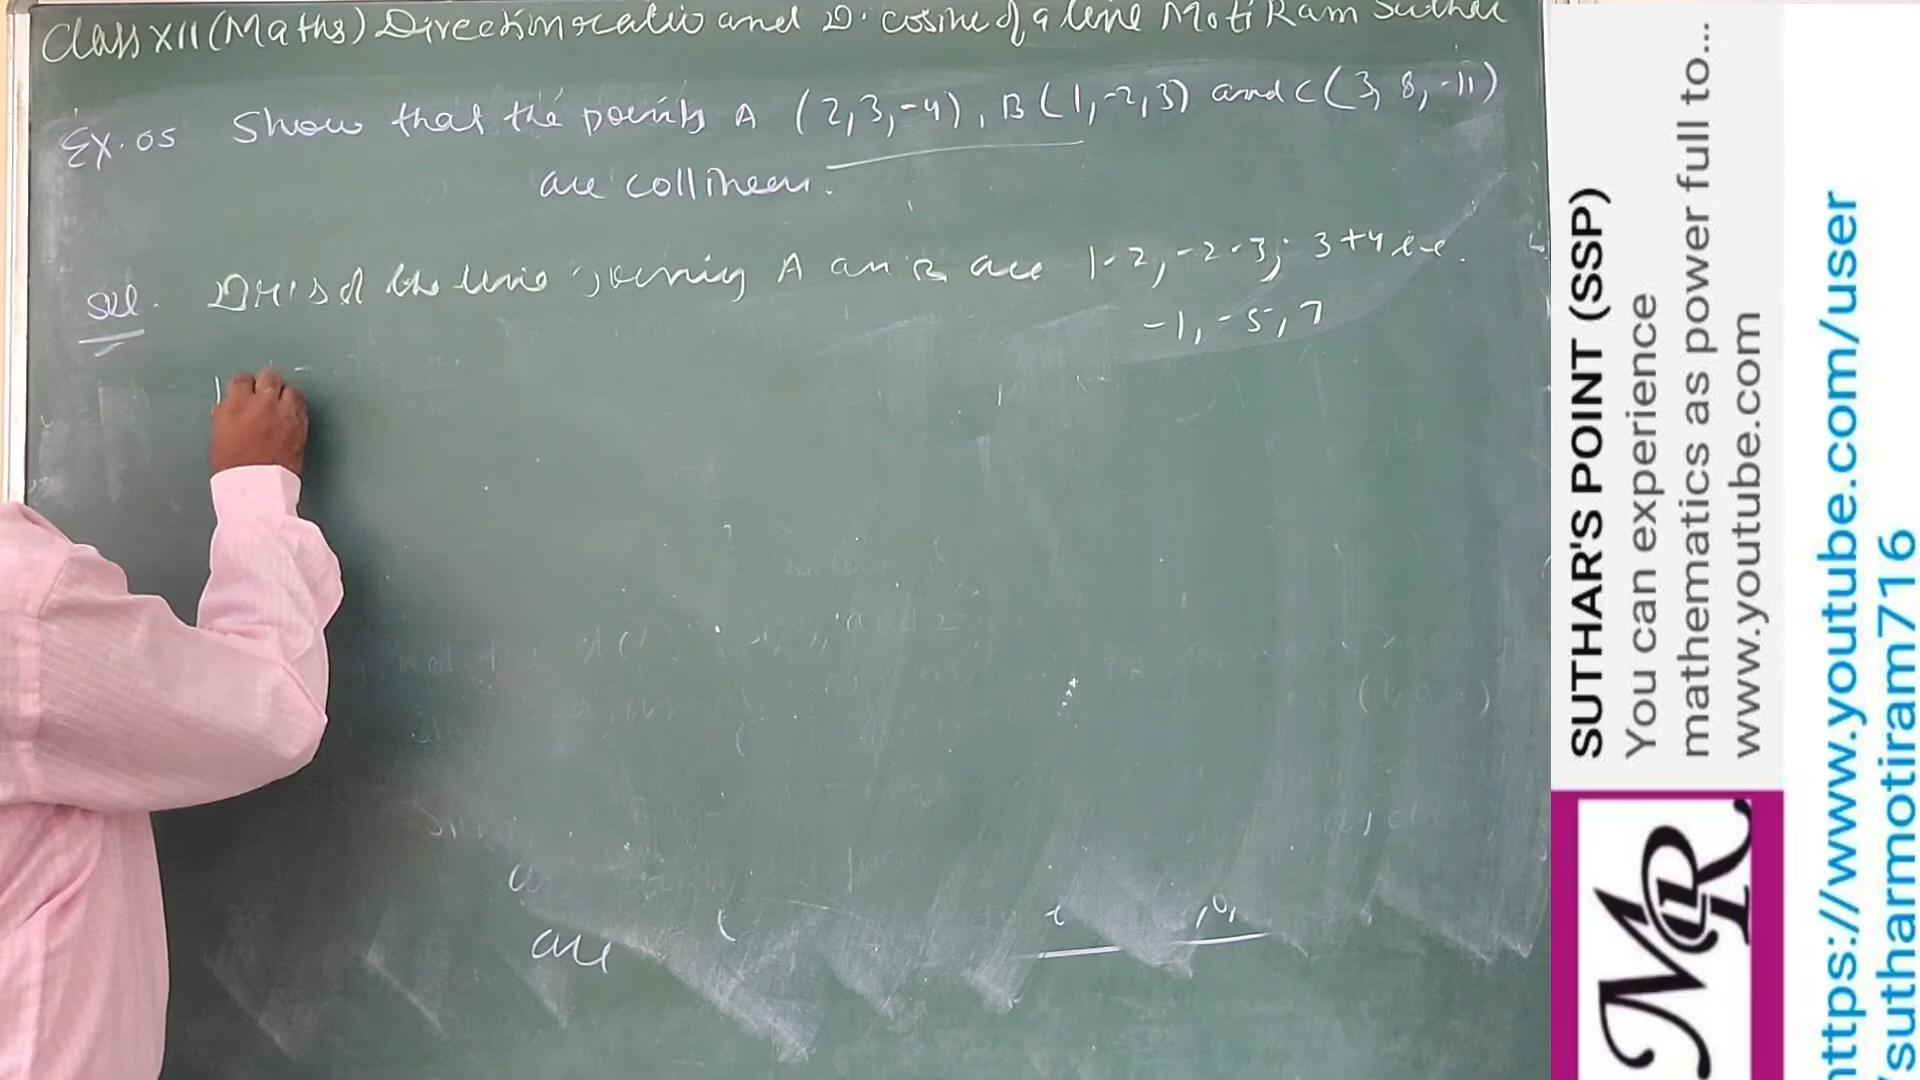 Class XII (Maths) Direction ratio and D. cosine of a line Moti Ram Suthar
Ex. 05 Show that the points A (2,3,-4), B (1,-2,3) and C (3, 8, -11)
are collinear.
Sol. DR's of the line joining A an B are 1-2, -2-3, 3+4 i.e.
-1, -5, 7
are
SUTHAR'S POINT (SSP)
You can experience
mathematics as power full to...
www.youtube.com
https://www.youtube.com/user
/sutharmotiram716
MR